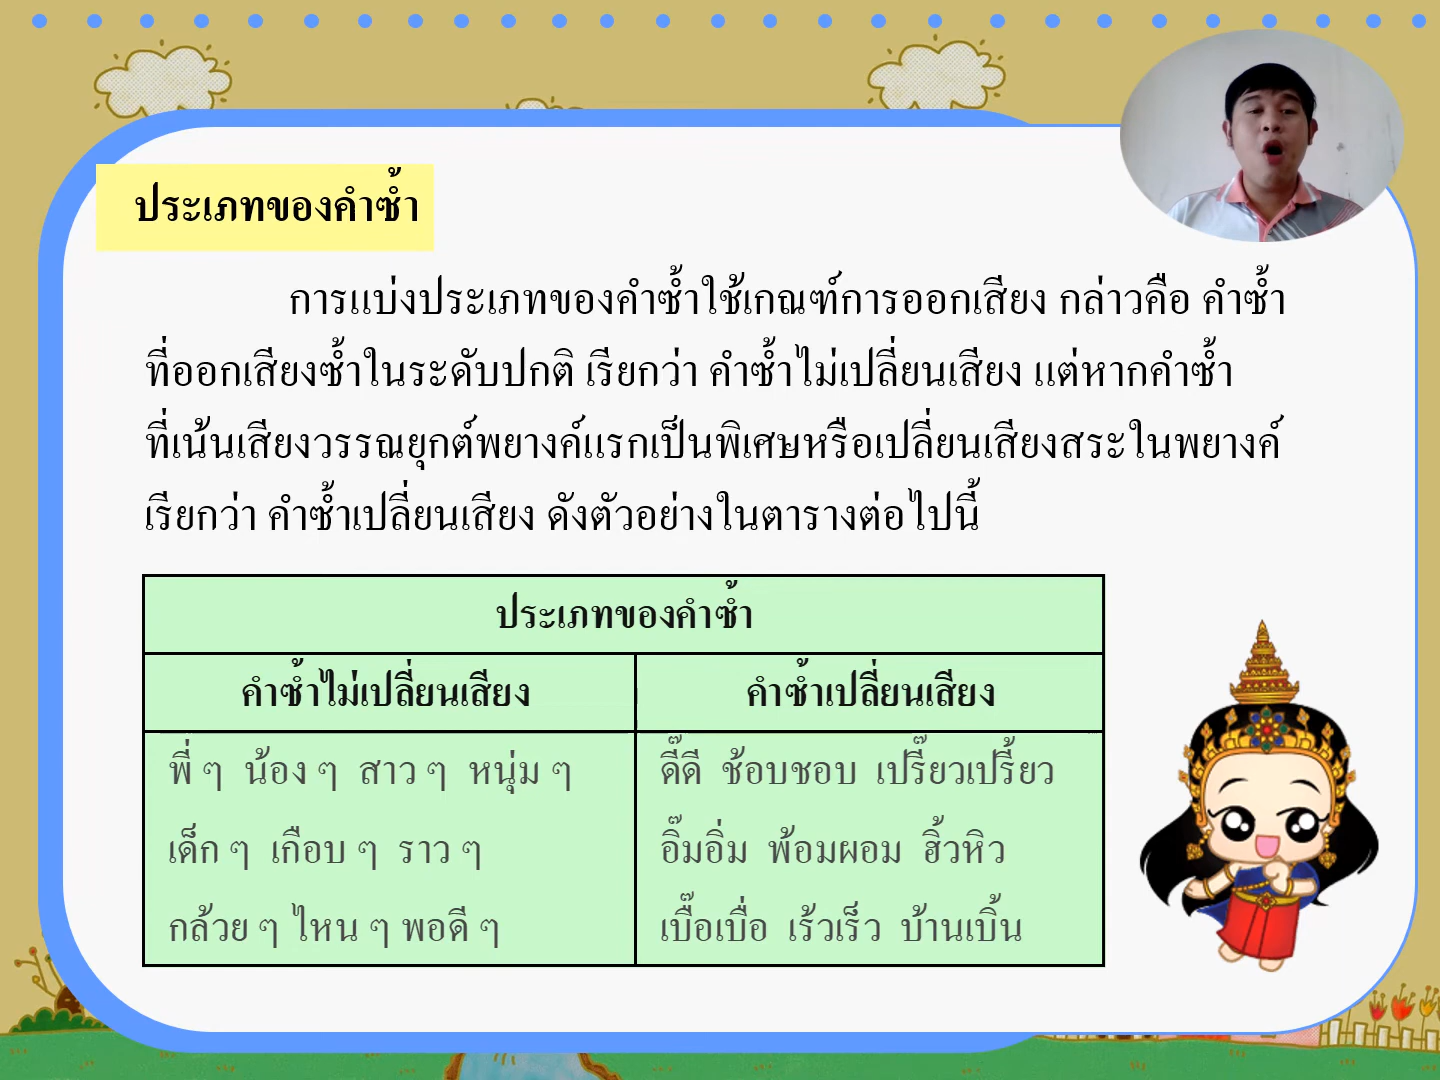 ประเภทของคำซ้ำ
การแบ่งประเภทของคำซ้ำใช้เกณฑ์การออกเสียง กล่าวคือ คำซ้ำ
ที่ออกเสียงซ้ำในระดับปกติ เรียกว่า คำซ้ำไม่เปลี่ยนเสียง แต่หากคำซ้ำ
ที่เน้นเสียงวรรณยุกต์พยางค์แรกเป็นพิเศษหรือเปลี่ยนเสียงสระในพยางค์
เรียกว่า คำซ้ำเปลี่ยนเสียง ดังตัวอย่างในตารางต่อไปนี้
ประเภทของคำซ้ำ
คำซ้ำไม่เปลี่ยนเสียง คำซ้ำเปลี่ยนเสียง
พี่ ๆ น้อง ๆ สาว ๆ หนุ่ม ๆ ดี๊ดี ช้อบชอบ เปรี๊ยวเปรี้ยว
เด็ก ๆ เกือบ ๆ ราว ๆ อิ๊มอิ่ม พ้อมผอม ฮิ้วหิว
กล้วย ๆ ไหน ๆ พอดี ๆ เบื๊อเบื่อ เร้วเร็ว บ้านเบิ้น